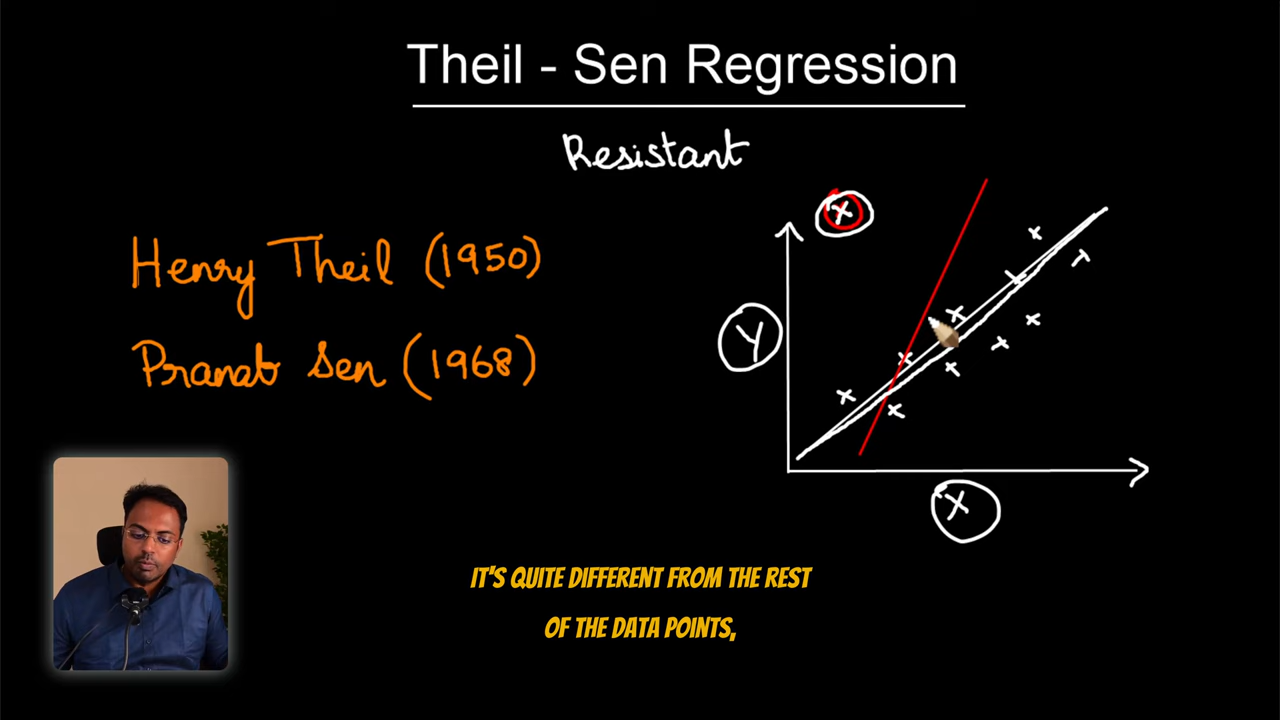 Theil - Sen Regression
Resistant
Henry Theil (1950)
Pranab Sen (1968)
Y
X
IT'S QUITE DIFFERENT FROM THE REST
OF THE DATA POINTS,